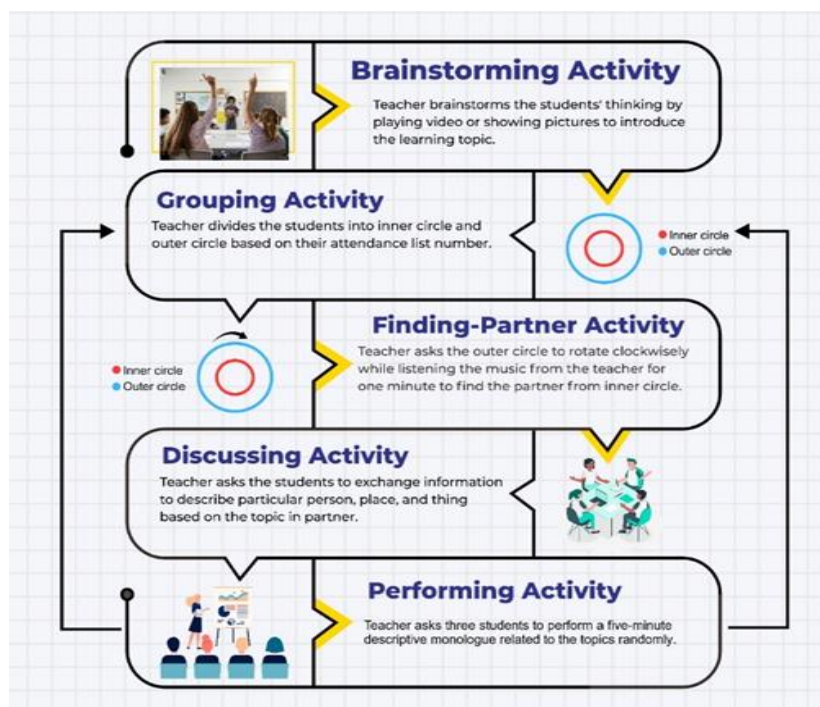 Brainstorming Activity
Teacher brainstorms the students' thinking by
playing video or showing pictures to introduce
the learning topic.
Grouping Activity
Teacher divides the students into inner circle and
outer circle based on their attendance list number.
Inner circle
Outer circle
Finding-Partner Activity
Teacher asks the outer circle to rotate clockwisely
while listening the music from the teacher for
one minute to find the partner from inner circle.
Inner circle
Outer circle
Discussing Activity
Teacher asks the students to exchange information
to describe particular person, place, and thing
based on the topic in partner.
Performing Activity
Teacher asks three students to perform a five-minute
descriptive monologue related to the topics randomly.